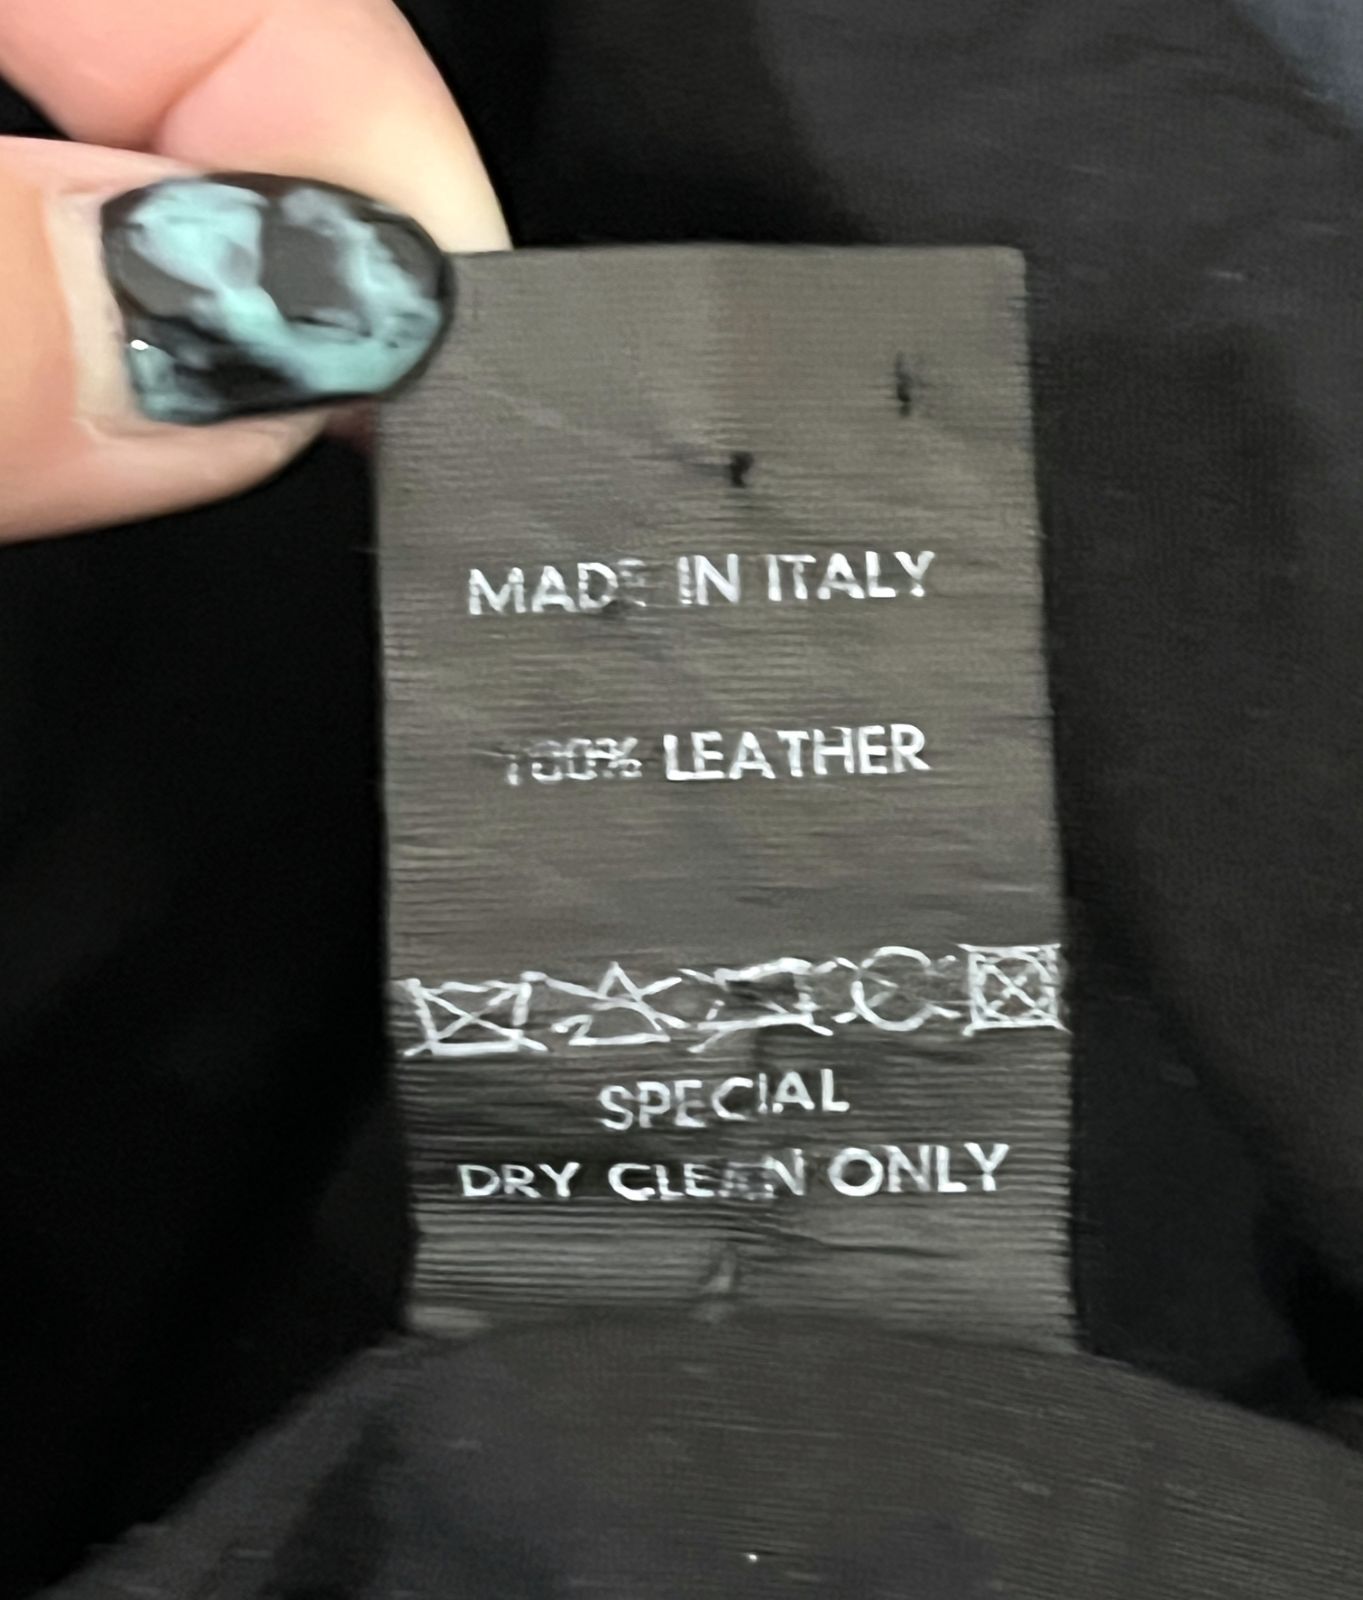 MADE IN ITALY
100% LEATHER
SPECIAL
DRY CLEAN ONLY